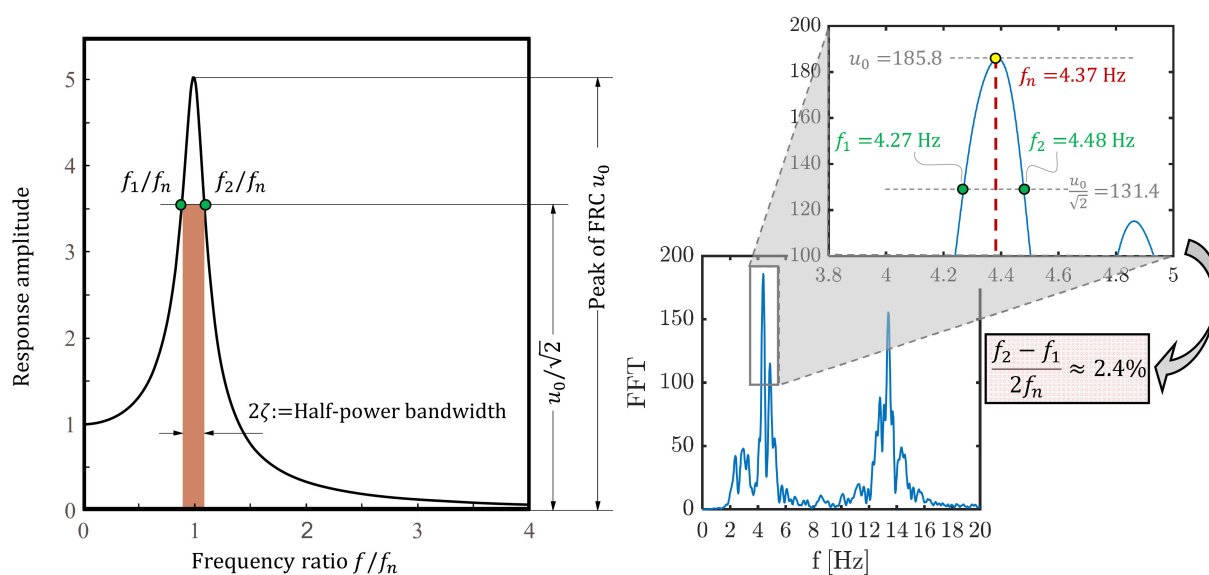 5
4
3
2
1
0
0
1
2
3
4
Response amplitude
Frequency ratio f/fₙ
f₁/fₙ
f₂/fₙ
2ζ:=Half-power bandwidth
u₀/√2
Peak of FRC u₀
200
180
160
140
120
100
3.8
4
4.2
4.4
4.6
4.8
5
u₀ =185.8
fₙ =4.37 Hz
f₁ =4.27 Hz
f₂ =4.48 Hz
u₀/√2 =131.4
200
150
100
50
0
FFT
0 2 4 6 8 10 12 14 16 18 20
f [Hz]
(f₂ − f₁)/(2fₙ) ≈ 2.4%